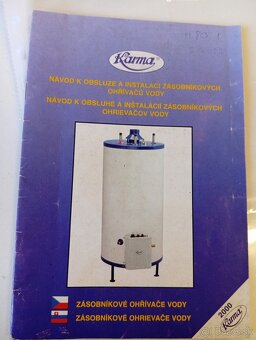 Karma
NÁVOD K OBSLUZE A INSTALACI ZÁSOBNÍKOVÝCH
OHŘÍVAČŮ VODY
NÁVOD K OBSLUHE A INŠTALÁCII ZÁSOBNÍKOVÝCH
OHRIEVAČOV VODY
ZÁSOBNÍKOVÉ OHŘÍVAČE VODY
ZÁSOBNÍKOVÉ OHRIEVAČE VODY
2000
Karma